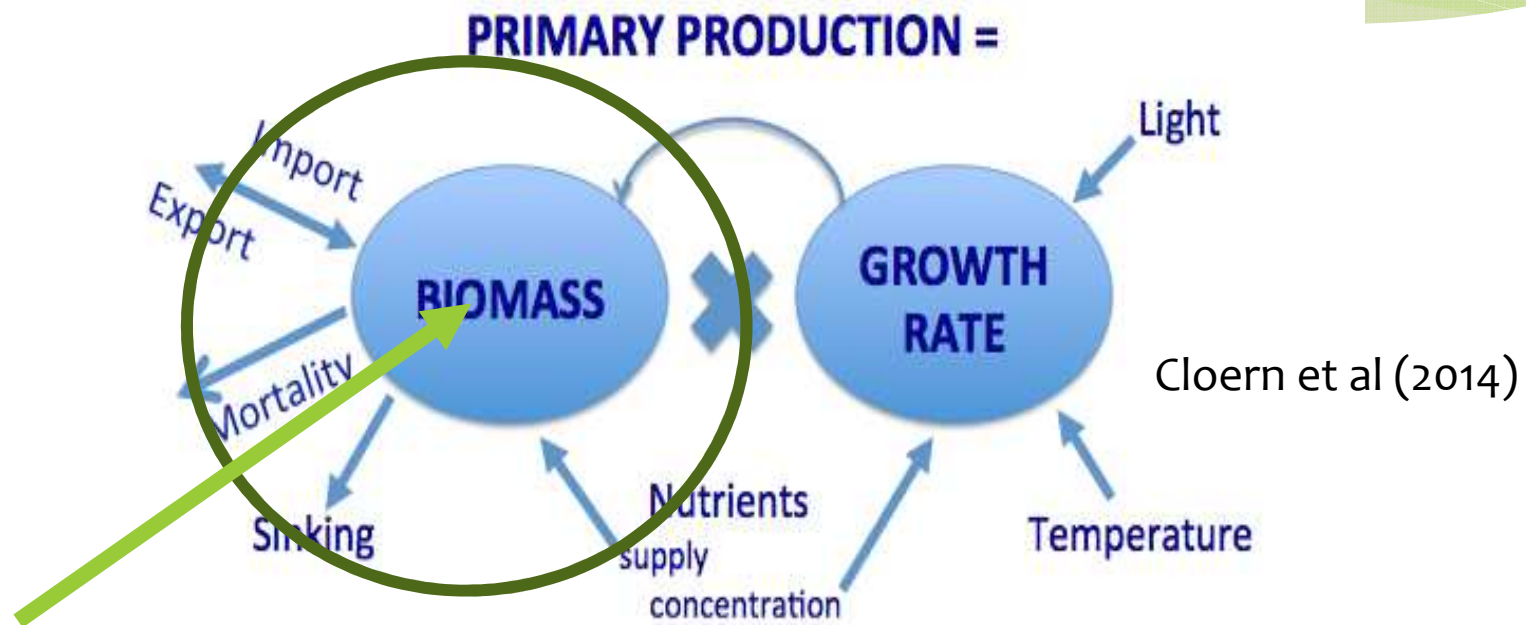 PRIMARY PRODUCTION =
Light
Import
Export
BIOMASS
GROWTH
RATE
Cloern et al (2014)
Mortality
Sinking
Nutrients
supply
concentration
Temperature